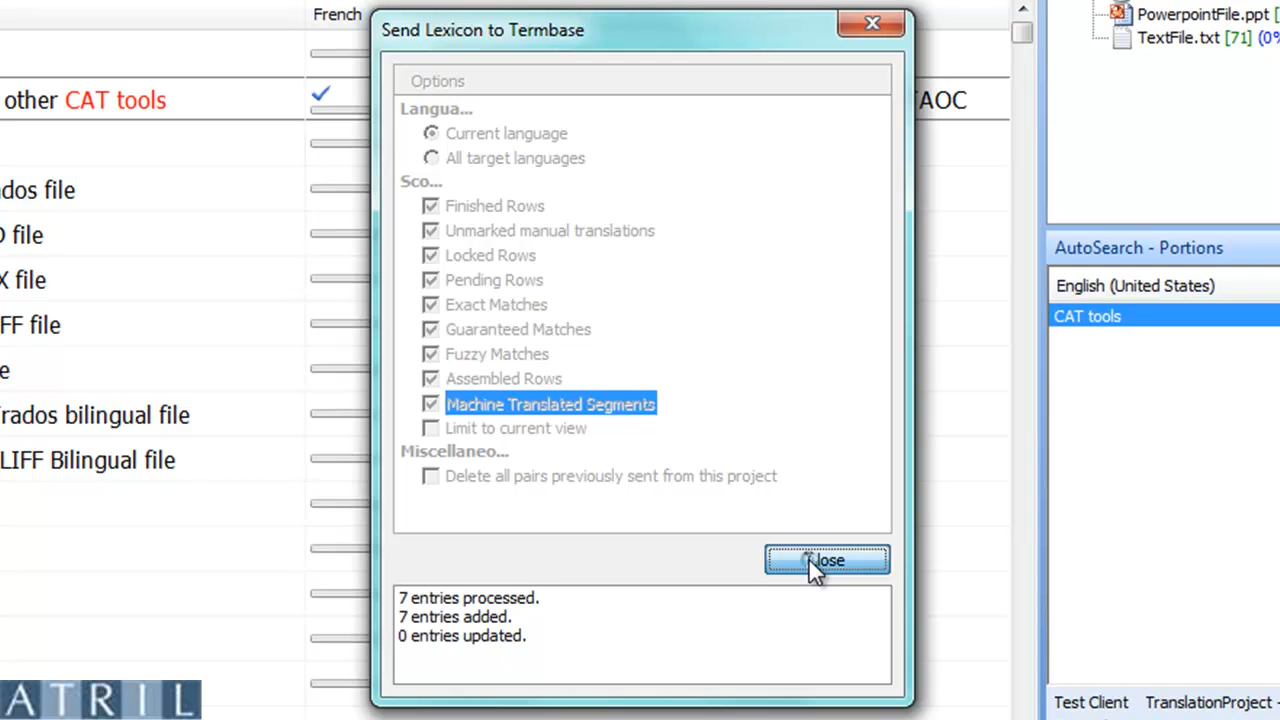 French
Send Lexicon to Termbase
PowerpointFile.ppt [
TextFile.txt [71] (0%
Options
Langua...
other CAT tools
AOC
Current language
All target languages
Sco...
dos file
Finished Rows
Unmarked manual translations
file
Locked Rows
AutoSearch - Portions
X file
Pending Rows
English (United States)
Exact Matches
CAT tools
FF file
Guaranteed Matches
Fuzzy Matches
e
Assembled Rows
Machine Translated Segments
rados bilingual file
Limit to current view
Miscellaneo...
LIFF Bilingual file
Delete all pairs previously sent from this project
Close
7 entries processed.
7 entries added.
0 entries updated.
ATRIL
Test Client TranslationProject -